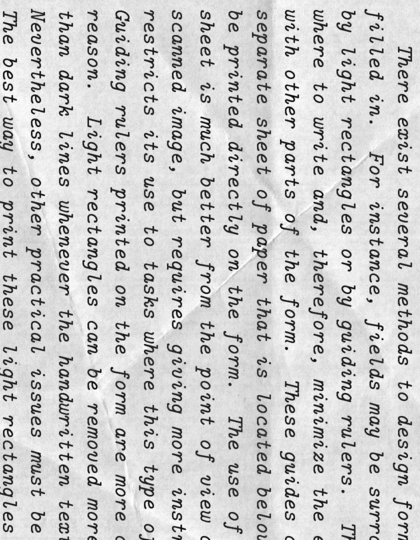 There exist several methods to design form
filled in. For instance, fields may be surro
by light rectangles or by guiding rulers. Th
where to write and, therefore, minimize the e
with other parts of the form. These guides c
separate sheet of paper that is located below
be printed directly on the form. The use of
sheet is much better from the point of view o
scanned image, but requires giving more instr
restricts its use to tasks where this type of
Guiding rulers printed on the form are more c
reason. Light rectangles can be removed more
than dark lines whenever the handwritten text
Nevertheless, other practical issues must be
The best way to print these light rectangles